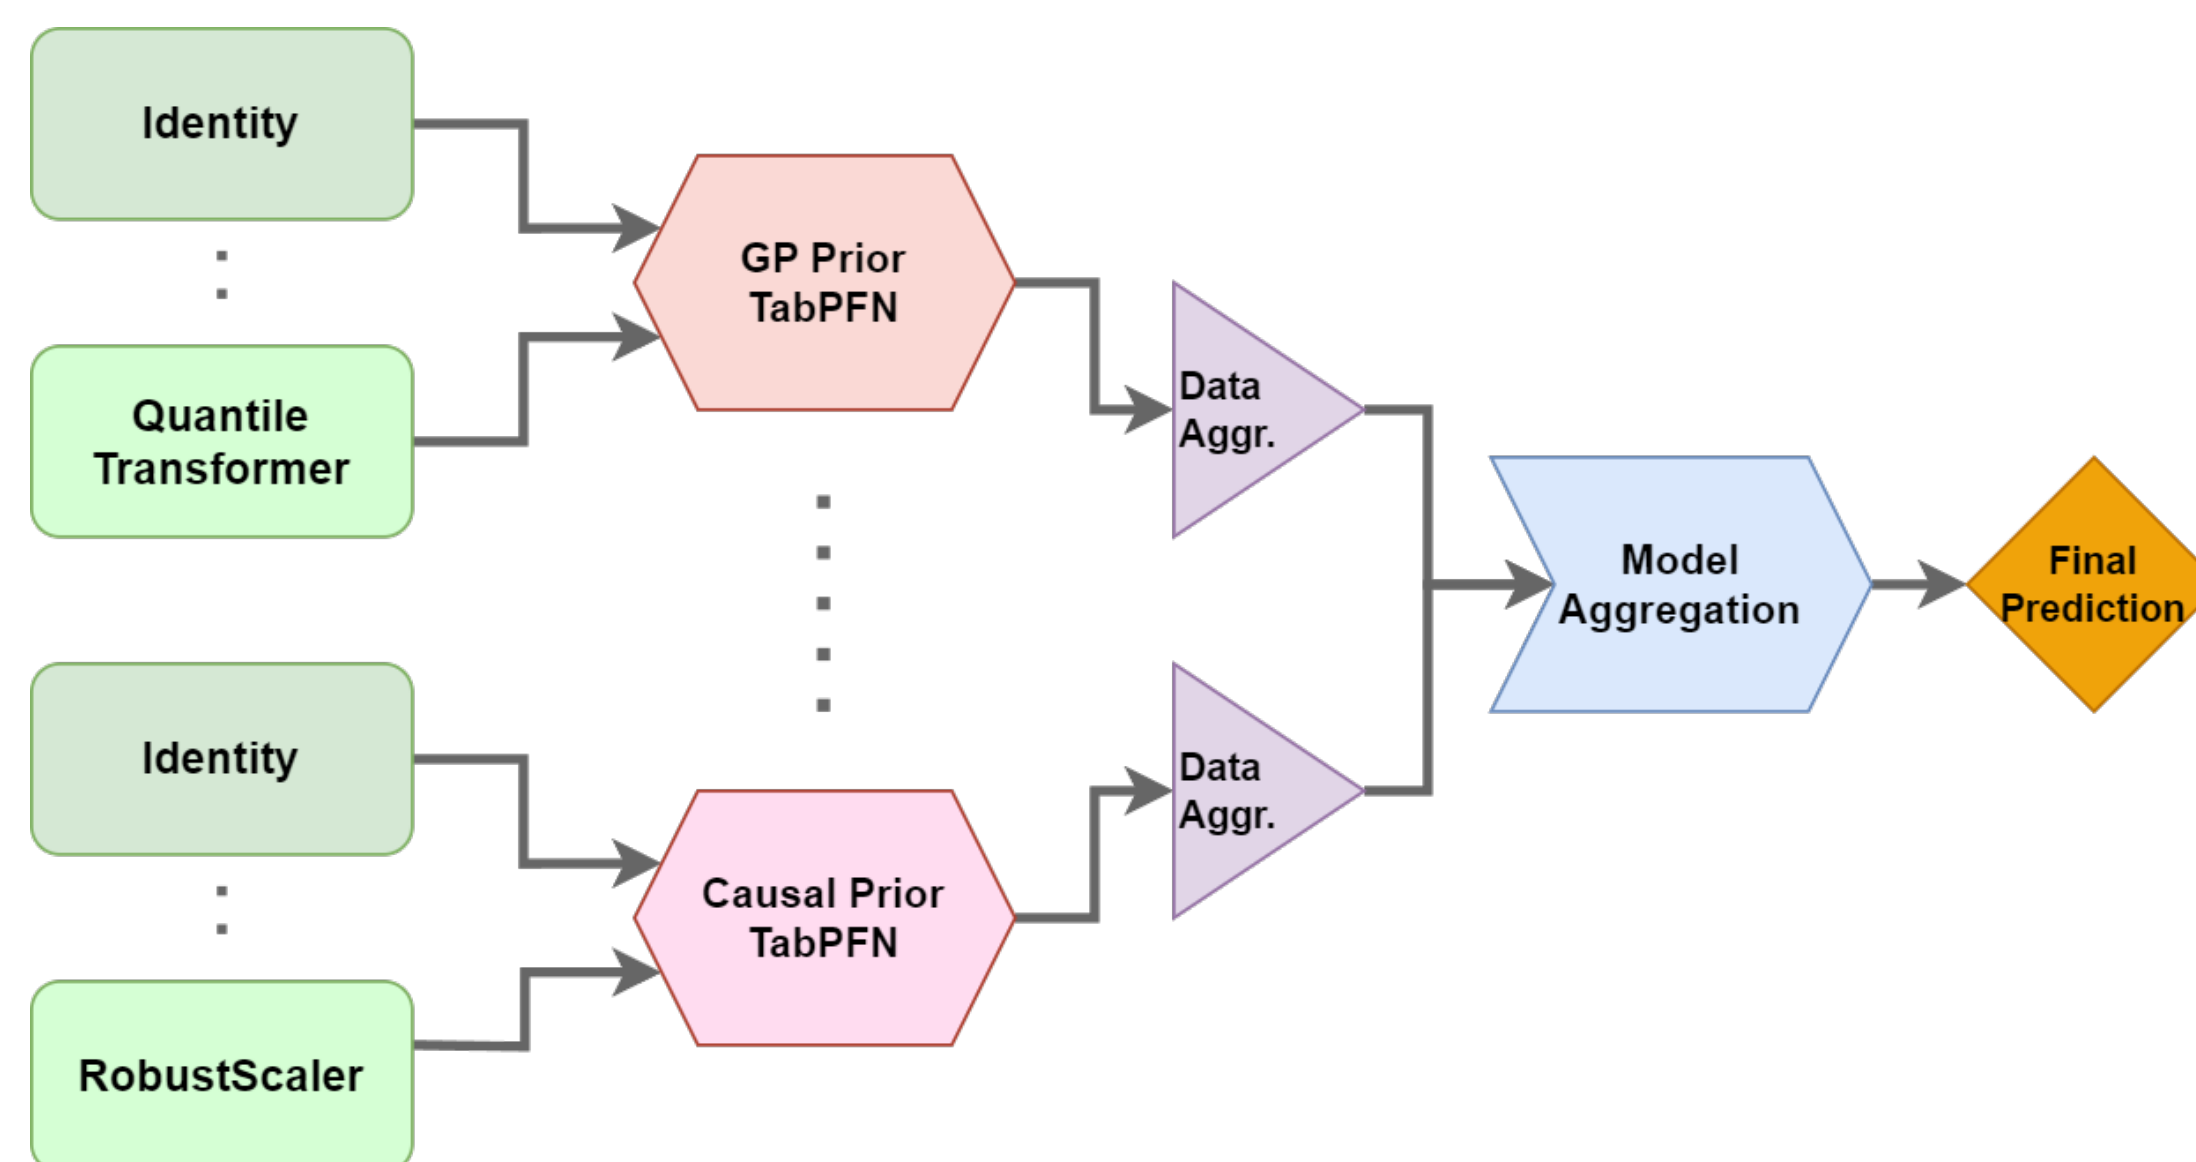 Identity
Quantile
Transformer
GP Prior
TabPFN
Data
Aggr.
Identity
RobustScaler
Causal Prior
TabPFN
Data
Aggr.
Model
Aggregation
Final
Prediction